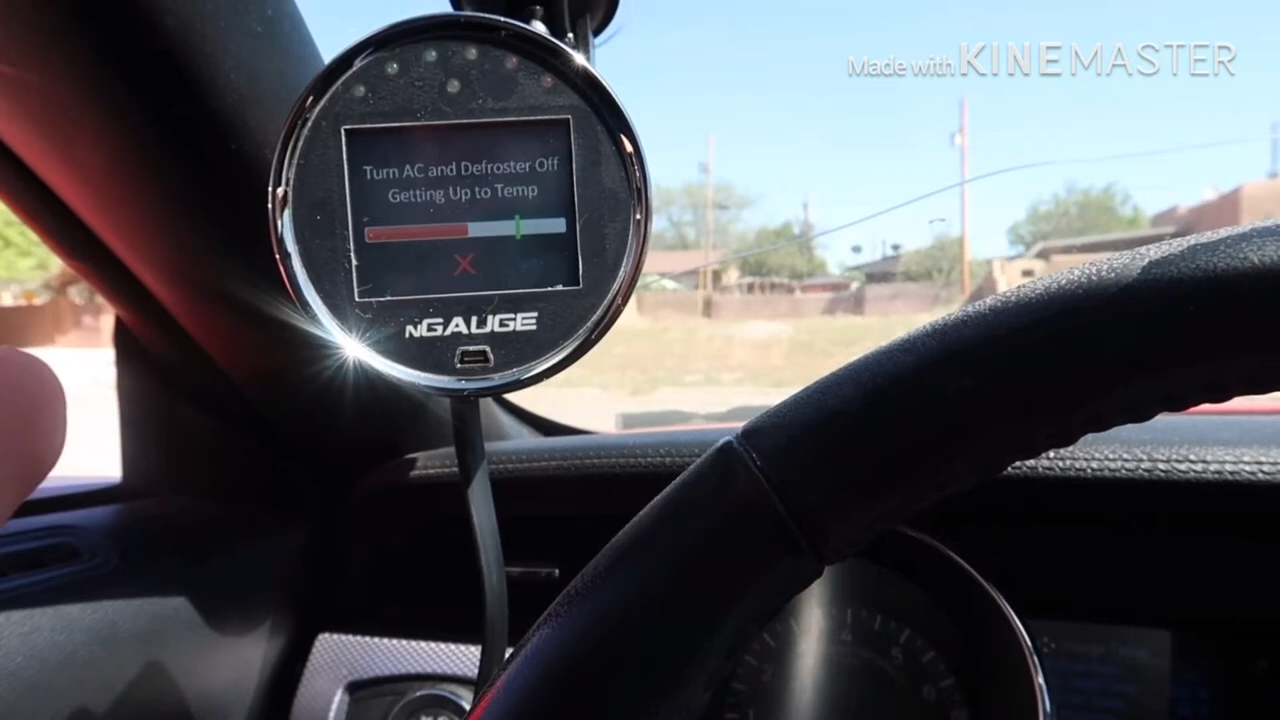 Made with KINEMASTER
Turn AC and Defroster Off
Getting Up to Temp
nGAUGE